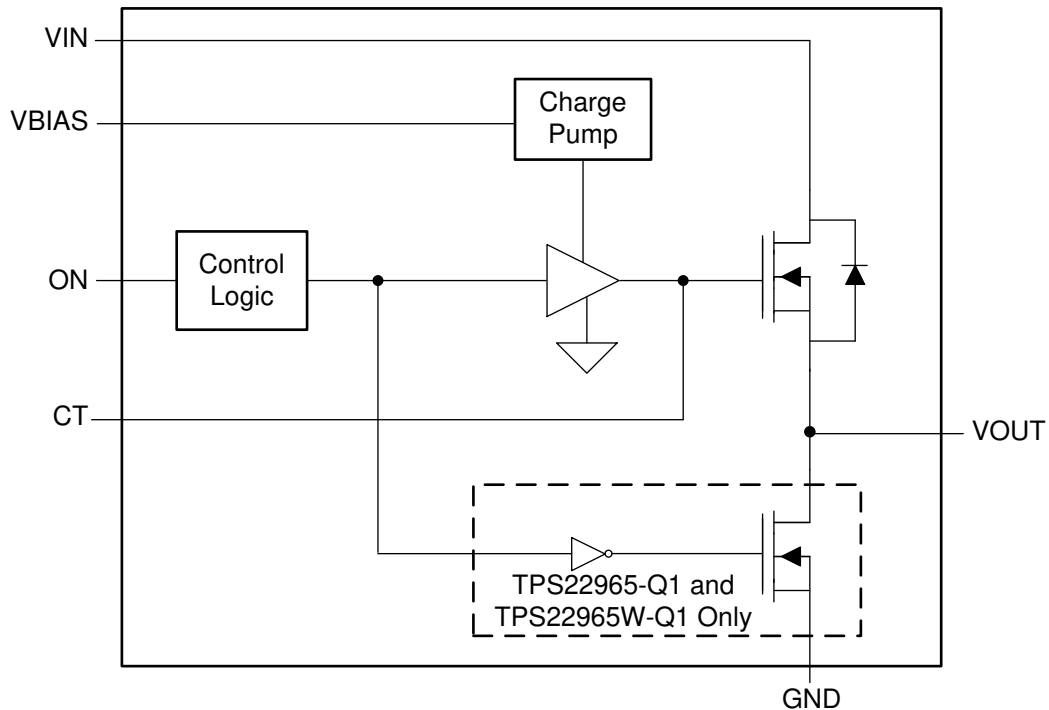 VIN
Charge
Pump
VBIAS
Control
Logic
ON
CT
VOUT
TPS22965-Q1 and
TPS22965W-Q1 Only
GND